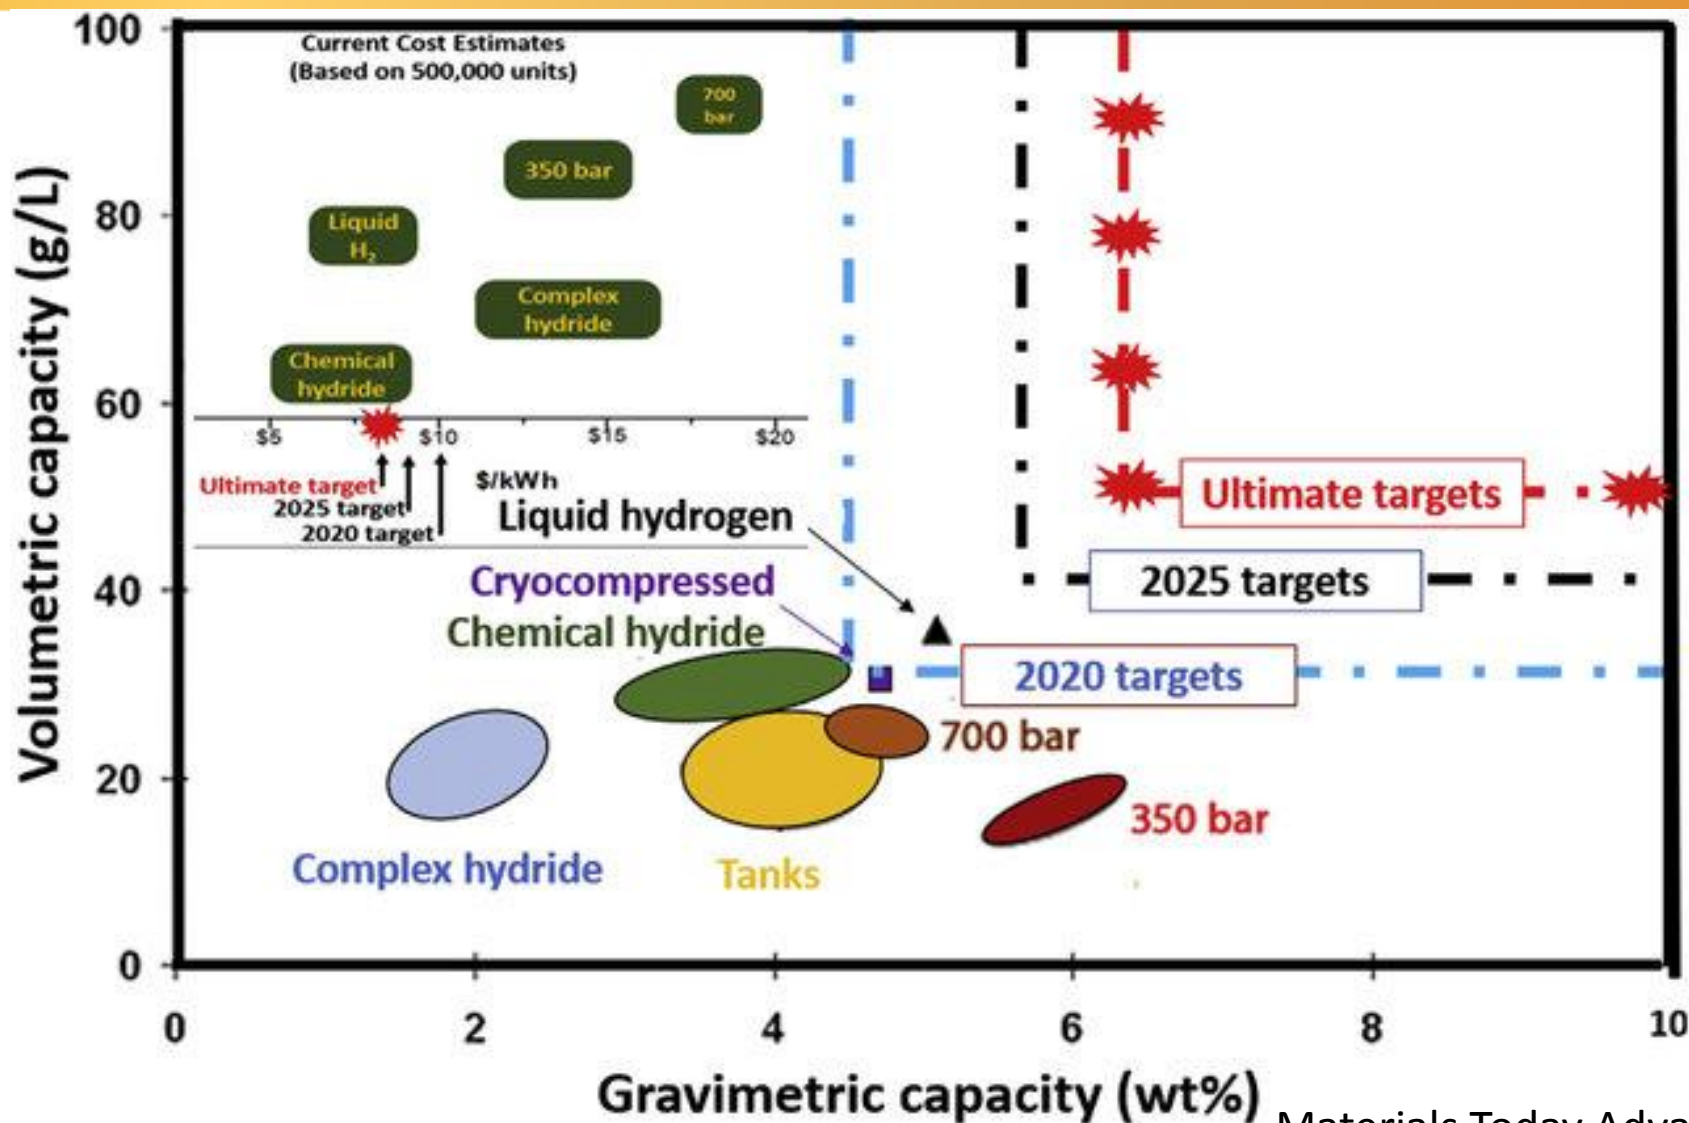 100
Current Cost Estimates
(Based on 500,000 units)
700
bar
350 bar
80
Liquid
H₂
Complex
hydride
Chemical
hydride
60
$5
$10
$15
$20
Ultimate target
2025 target
2020 target
$/kWh
Liquid hydrogen
Ultimate targets
2025 targets
40
Cryocompressed
Chemical hydride
2020 targets
700 bar
20
350 bar
Complex hydride
Tanks
0
Volumetric capacity (g/L)
0
2
4
6
8
10
Gravimetric capacity (wt%)
Materials Today